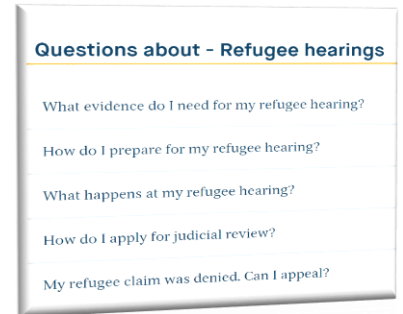 Questions about - Refugee hearings
What evidence do I need for my refugee hearing?
How do I prepare for my refugee hearing?
What happens at my refugee hearing?
How do I apply for judicial review?
My refugee claim was denied. Can I appeal?